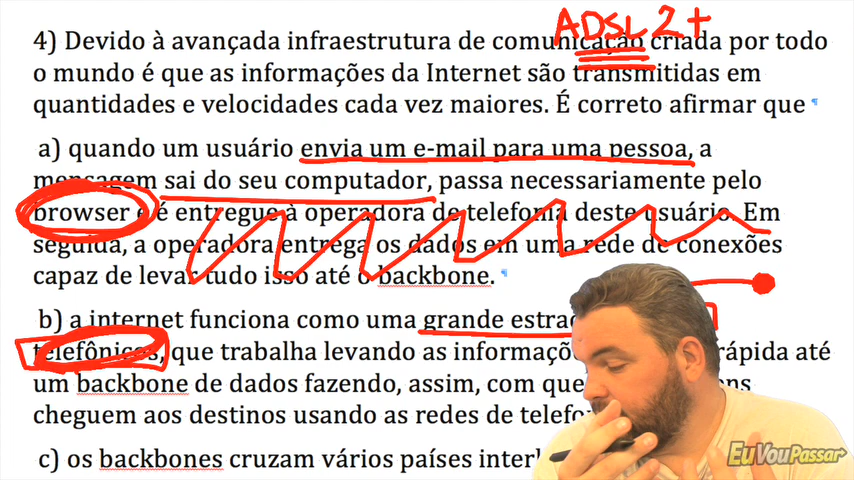 ADSL 2+
4) Devido à avançada infraestrutura de comunicação criada por todo
o mundo é que as informações da Internet são transmitidas em
quantidades e velocidades cada vez maiores. É correto afirmar que
a) quando um usuário envia um e-mail para uma pessoa, a
mensagem sai do seu computador, passa necessariamente pelo
browser e é entregue à operadora de telefonia deste usuário. Em
seguida, a operadora entrega os dados em uma rede de conexões
capaz de levar tudo isso até o backbone.
b) a internet funciona como uma grande
telefônicos, que trabalha levando as rápida até
um backbone de dados fazendo, assim, com
cheguem aos destinos usando as redes de
c) os backbones cruzam vários países
EuVouPassar